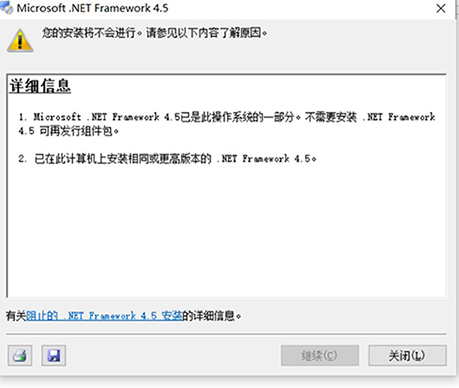 Microsoft .NET Framework 4.5
您的安装将不会进行。请参见以下内容了解原因。
详细信息
1. Microsoft .NET Framework 4.5已是此操作系统的一部分。不需要安装 .NET Framework
4.5 可再发行组件包。
2. 已在此计算机上安装相同或更高版本的 .NET Framework 4.5。
有关阻止的 .NET Framework 4.5 安装的详细信息。
继续(C)
关闭(L)